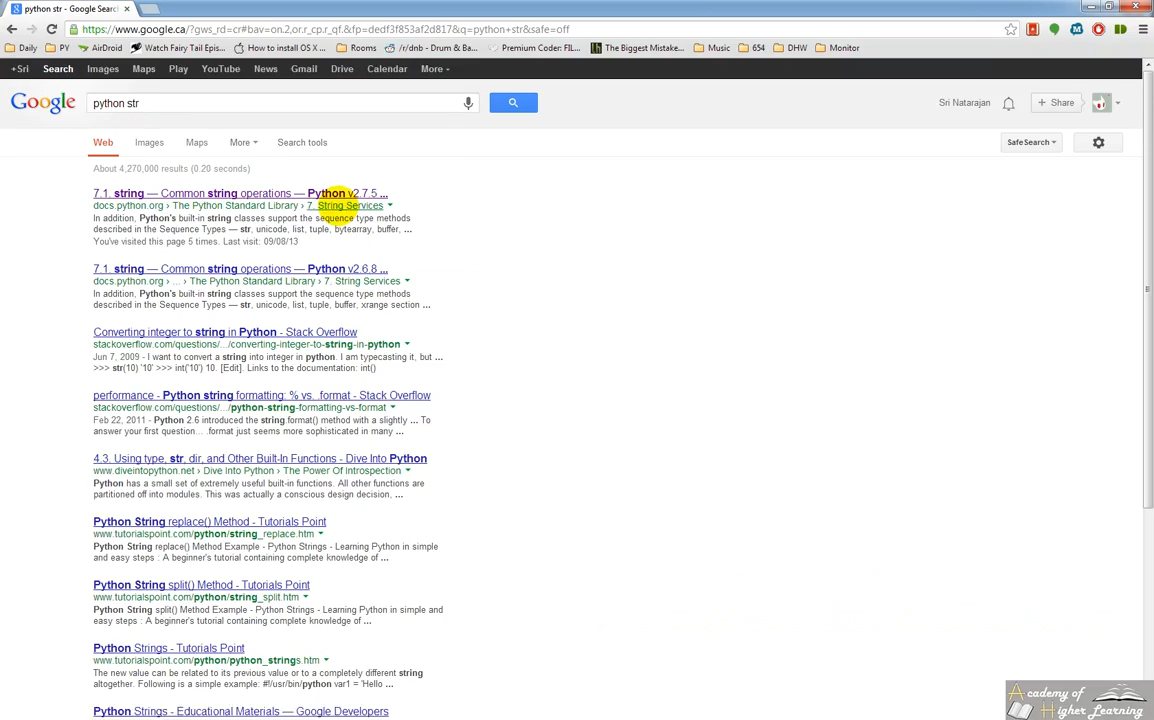 python str - Google Search
https://www.google.ca/?gws_rd=cr#bav=on.2,or.r_cp.r_qf.&fp=dedf3f853af2d817&q=python+str&safe=off
Daily PY AirDroid Watch Fairy Tail Epis... How to install OS X ... Rooms /r/dnb - Drum & Ba... Premium Coder: FIL... The Biggest Mistake... Music 654 DHW Monitor
+Sri Search Images Maps Play YouTube News Gmail Drive Calendar More
Google python str Sri Natarajan + Share
Web Images Maps More Search tools SafeSearch
About 4,270,000 results (0.20 seconds)
7.1. string — Common string operations — Python v2.7.5 ...
docs.python.org › The Python Standard Library › 7. String Services
In addition, Python's built-in string classes support the sequence type methods
described in the Sequence Types — str, unicode, list, tuple, bytearray, buffer, ...
You've visited this page 5 times. Last visit: 09/08/13
7.1. string — Common string operations — Python v2.6.8 ...
docs.python.org › ... › The Python Standard Library › 7. String Services
In addition, Python's built-in string classes support the sequence type methods
described in the Sequence Types — str, unicode, list, tuple, buffer, xrange section ...
Converting integer to string in Python - Stack Overflow
stackoverflow.com/questions/.../converting-integer-to-string-in-python
Jun 7, 2009 - I want to convert a string into integer in python. I am typecasting it, but ...
>>> str(10) '10' >>> int('10') 10. [Edit]. Links to the documentation: int()
performance - Python string formatting: % vs. .format - Stack Overflow
stackoverflow.com/questions/.../python-string-formatting-vs-format
Feb 22, 2011 - Python 2.6 introduced the string.format() method with a slightly ... To
answer your first question... .format just seems more sophisticated in many ...
4.3. Using type, str, dir, and Other Built-In Functions - Dive Into Python
www.diveintopython.net › Dive Into Python › The Power Of Introspection
Python has a small set of extremely useful built-in functions. All other functions are
partitioned off into modules. This was actually a conscious design decision, ...
Python String replace() Method - Tutorials Point
www.tutorialspoint.com/python/string_replace.htm
Python String replace() Method Example - Python Strings - Learning Python in simple
and easy steps : A beginner's tutorial containing complete knowledge of ...
Python String split() Method - Tutorials Point
www.tutorialspoint.com/python/string_split.htm
Python String split() Method Example - Python Strings - Learning Python in simple and
easy steps : A beginner's tutorial containing complete knowledge of ...
Python Strings - Tutorials Point
www.tutorialspoint.com/python/python_strings.htm
The new value can be related to its previous value or to a completely different string
altogether. Following is a simple example: #!/usr/bin/python var1 = 'Hello ...
Python Strings - Educational Materials — Google Developers
Academy of
Higher Learning